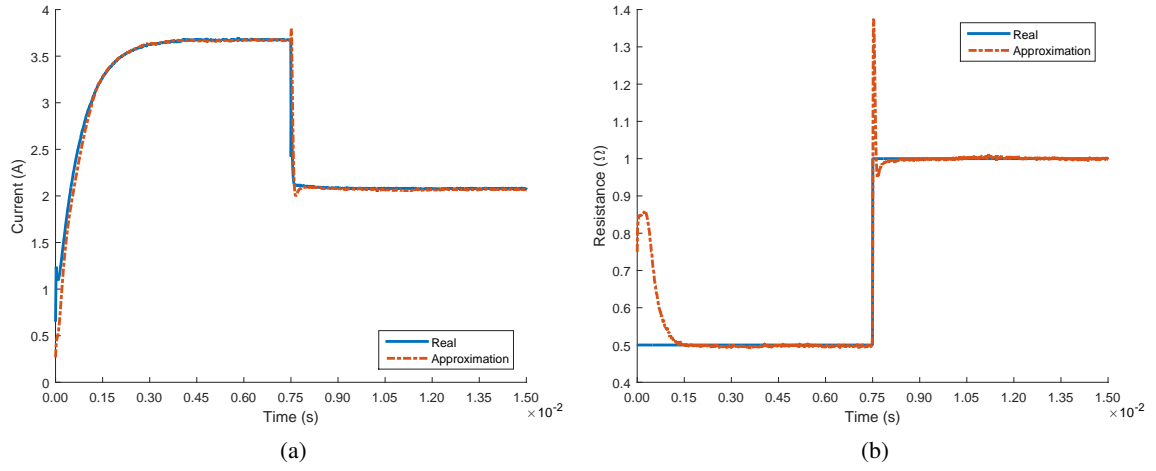 4
3.5
3
2.5
2
1.5
1
0.5
0
Current (A)
Real
Approximation
0.00 0.15 0.30 0.45 0.60 0.75 0.90 1.05 1.20 1.35 1.50
Time (s)
×10-2
(a)
1.4
1.3
1.2
1.1
1
0.9
0.8
0.7
0.6
0.5
0.4
Resistance (Ω)
Real
Approximation
0.00 0.15 0.30 0.45 0.60 0.75 0.90 1.05 1.20 1.35 1.50
Time (s)
×10-2
(b)